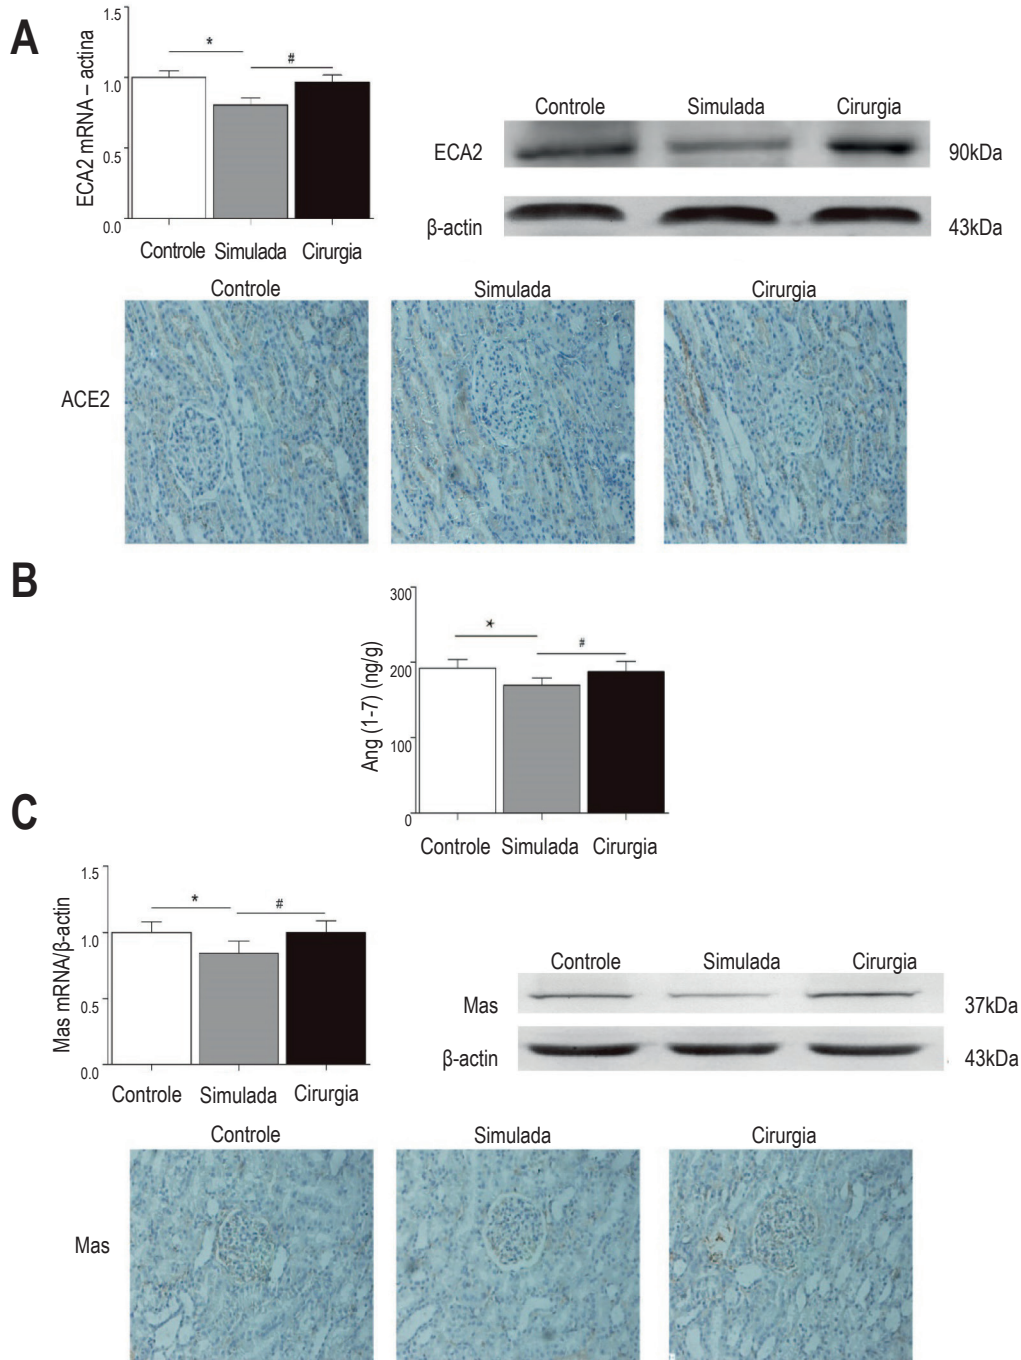 A
ECA2 mRNA – actina
1.5
1.0
0.5
0.0
*
#
Controle Simulada Cirurgia
Controle Simulada Cirurgia
ECA2 90kDa
β-actin 43kDa
Controle Simulada Cirurgia
ACE2
B
Ang (1-7) (ng/g)
300
200
100
0
*
#
Controle Simulada Cirurgia
C
Mas mRNA/β-actin
1.5
1.0
0.5
0.0
*
#
Controle Simulada Cirurgia
Controle Simulada Cirurgia
Mas 37kDa
β-actin 43kDa
Controle Simulada Cirurgia
Mas